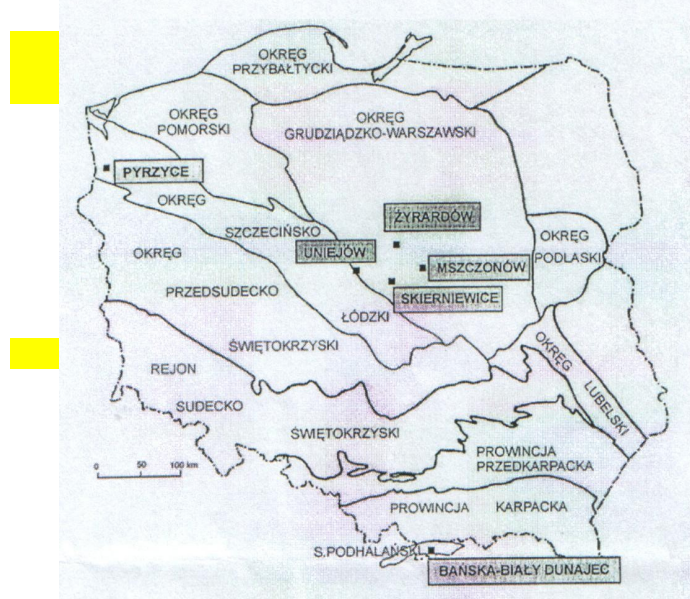 OKRĘG
PRZYBAŁTYCKI
OKRĘG
POMORSKI
OKRĘG
GRUDZIĄDZKO-WARSZAWSKI
PYRZYCE
OKRĘG
SZCZECIŃSKO
ŁÓDZKI
ŻYRARDÓW
UNIEJÓW
MSZCZONÓW
SKIERNIEWICE
OKRĘG
PODLASKI
OKRĘG
PRZEDSUDECKO
ŚWIĘTOKRZYSKI
REJON
SUDECKO
ŚWIĘTOKRZYSKI
OKRĘG
LUBELSKI
PROWINCJA
PRZEDKARPACKA
PROWINCJA KARPACKA
0 50 100 km
S.PODHALAŃSKI
BAŃSKA-BIAŁY DUNAJEC